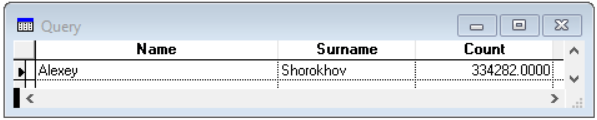 Query
Name Surname Count
Alexey Shorokhov 334282.0000